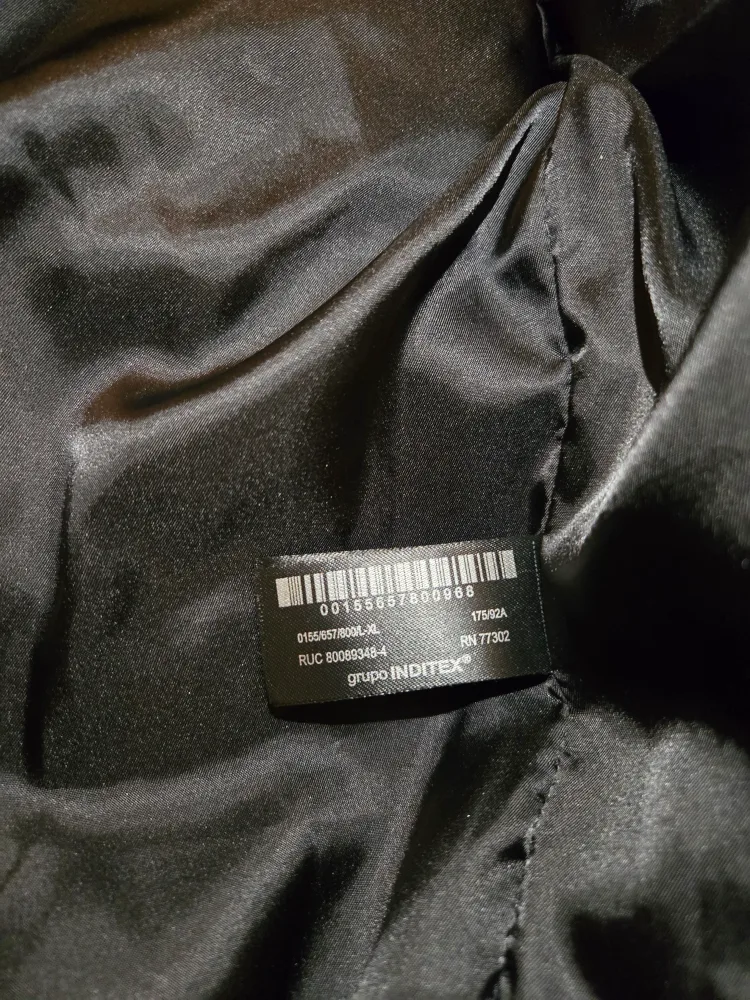 00155657800968
0155/657/800/L-XL 175/92A
RUC 80089348-4 RN 77302
grupo INDITEX®